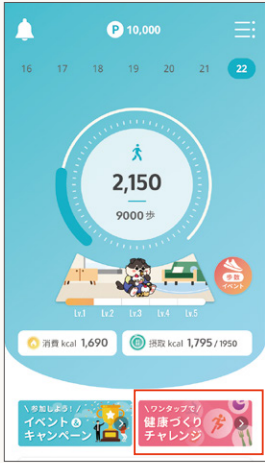 P 10,000
16 17 18 19 20 21 22
2,150
9000 歩
歩数
イベント
Lv.1 Lv.2 Lv.3 Lv.4 Lv.5
消費 kcal 1,690
摂取 kcal 1,795 / 1950
\参加しよう!/
イベント&
キャンペーン
\ワンタップで/
健康づくり
チャレンジ